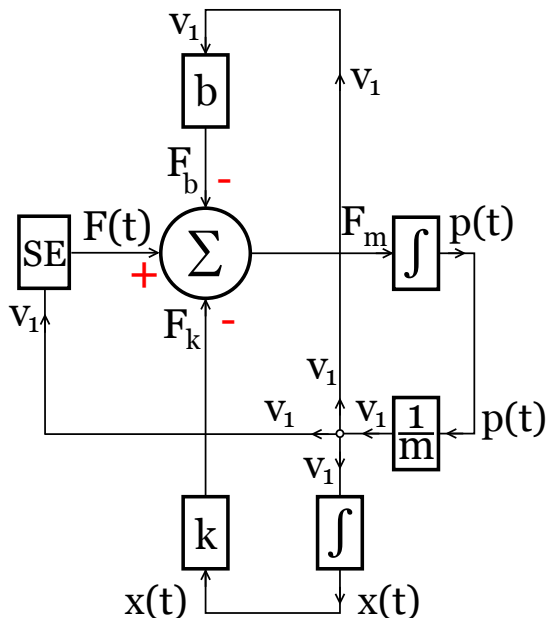 v₁
v₁
b
F_b
-
SE
F(t)
+
Σ
F_m
∫
p(t)
v₁
F_k
-
v₁
v₁
v₁
1
m
p(t)
v₁
k
∫
x(t)
x(t)